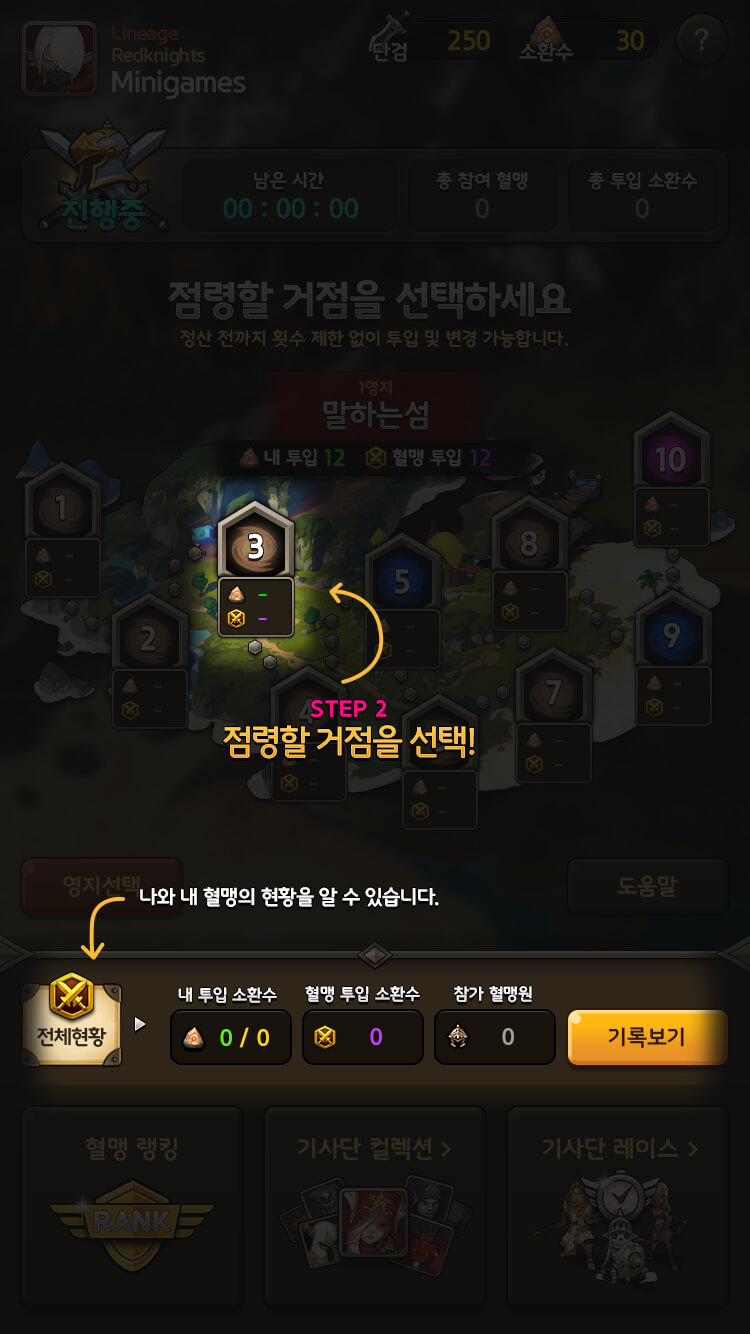 Lineage
Redknights
Minigames
단검 250
소환수 30
?
진행중
남은 시간
00 : 00 : 00
총 참여 혈맹
0
총 투입 소환수
0
점령할 거점을 선택하세요
정산 전까지 횟수 제한 없이 투입 및 변경 가능합니다.
1영지
말하는섬
내 투입 12 혈맹 투입 12
10
1
3
8
5
2
9
7
4
STEP 2
점령할 거점을 선택!
영지선택
도움말
나와 내 혈맹의 현황을 알 수 있습니다.
전체현황
내 투입 소환수
0 / 0
혈맹 투입 소환수
0
참가 혈맹원
0
기록보기
혈맹 랭킹
RANK
기사단 컬렉션 >
기사단 레이스 >